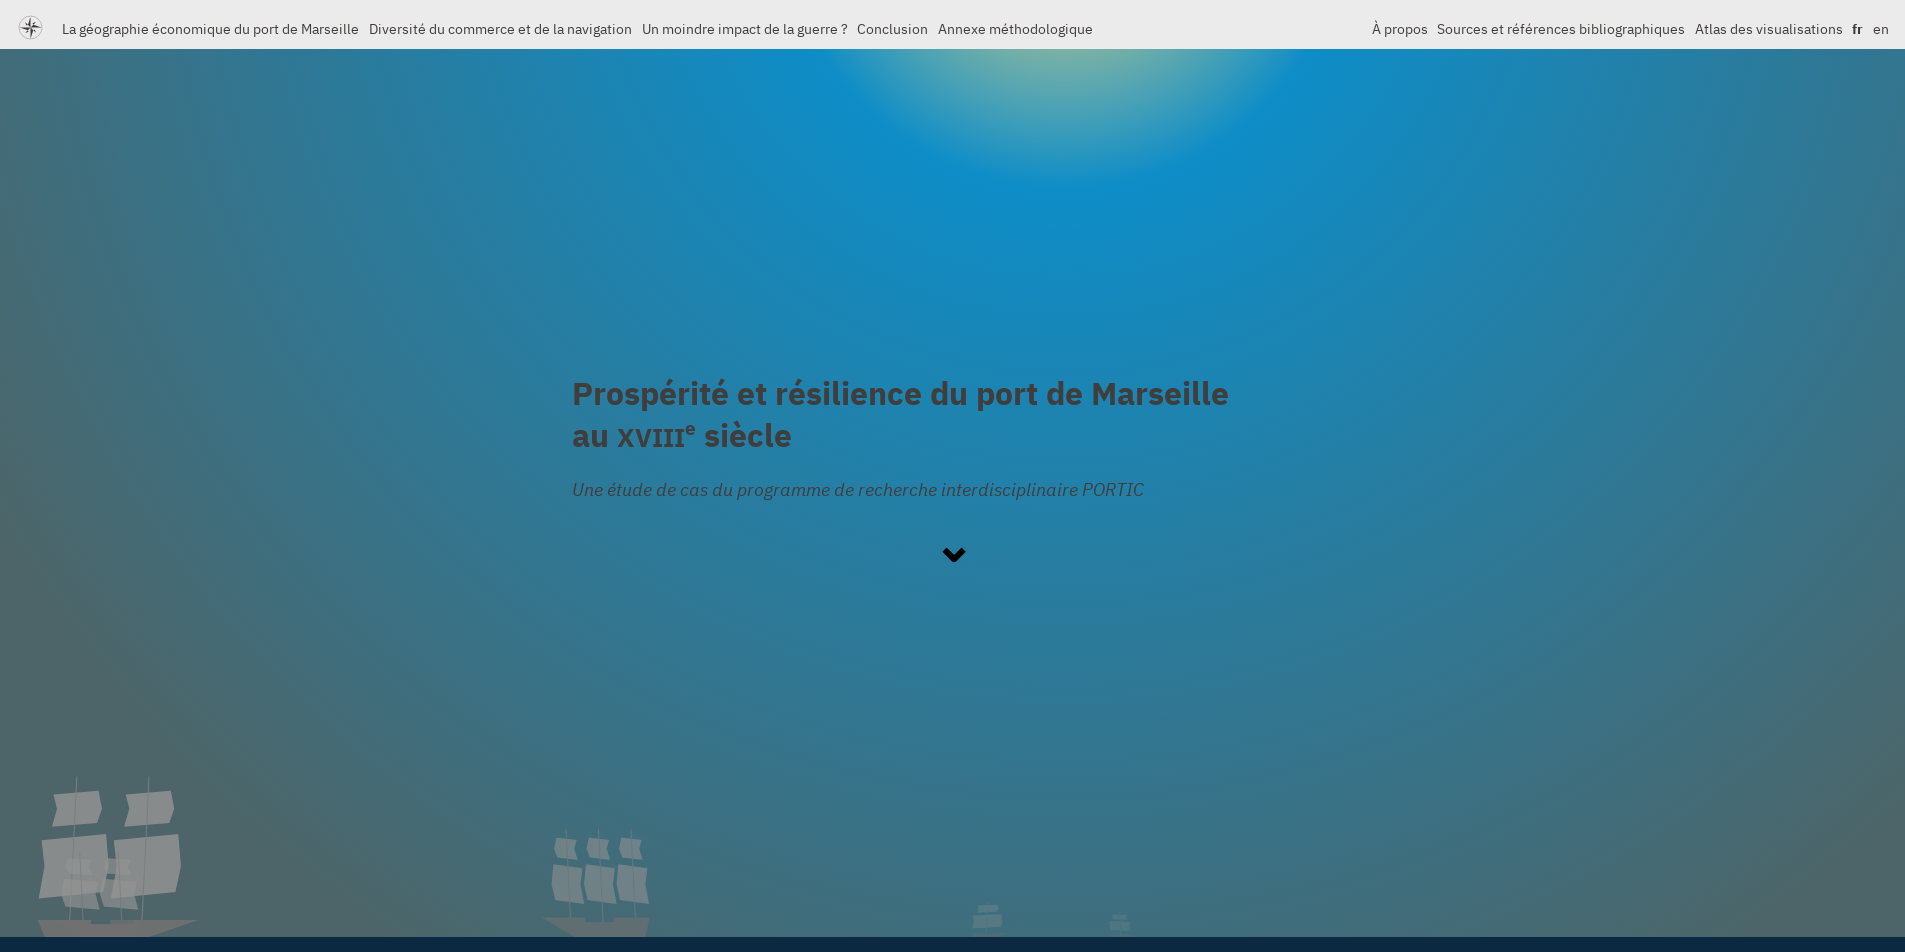 La géographie économique du port de Marseille Diversité du commerce et de la navigation Un moindre impact de la guerre ? Conclusion Annexe méthodologique À propos Sources et références bibliographiques Atlas des visualisations fr en
Prospérité et résilience du port de Marseille
au XVIIIᵉ siècle
Une étude de cas du programme de recherche interdisciplinaire PORTIC